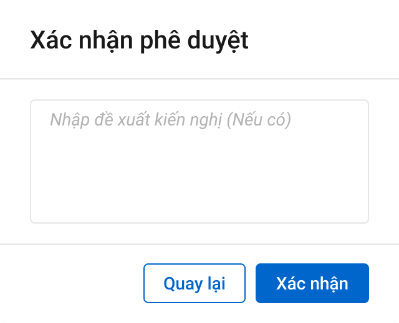 Xác nhận phê duyệt
Nhập đề xuất kiến nghị (Nếu có)
Quay lại
Xác nhận